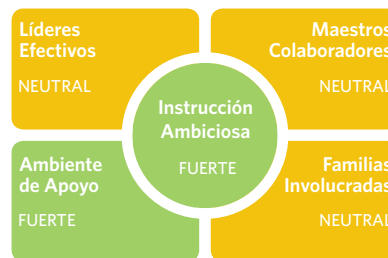 Líderes
Efectivos
NEUTRAL
Maestros
Colaboradores
NEUTRAL
Instrucción
Ambiciosa
FUERTE
Ambiente
de Apoyo
FUERTE
Familias
Involucradas
NEUTRAL